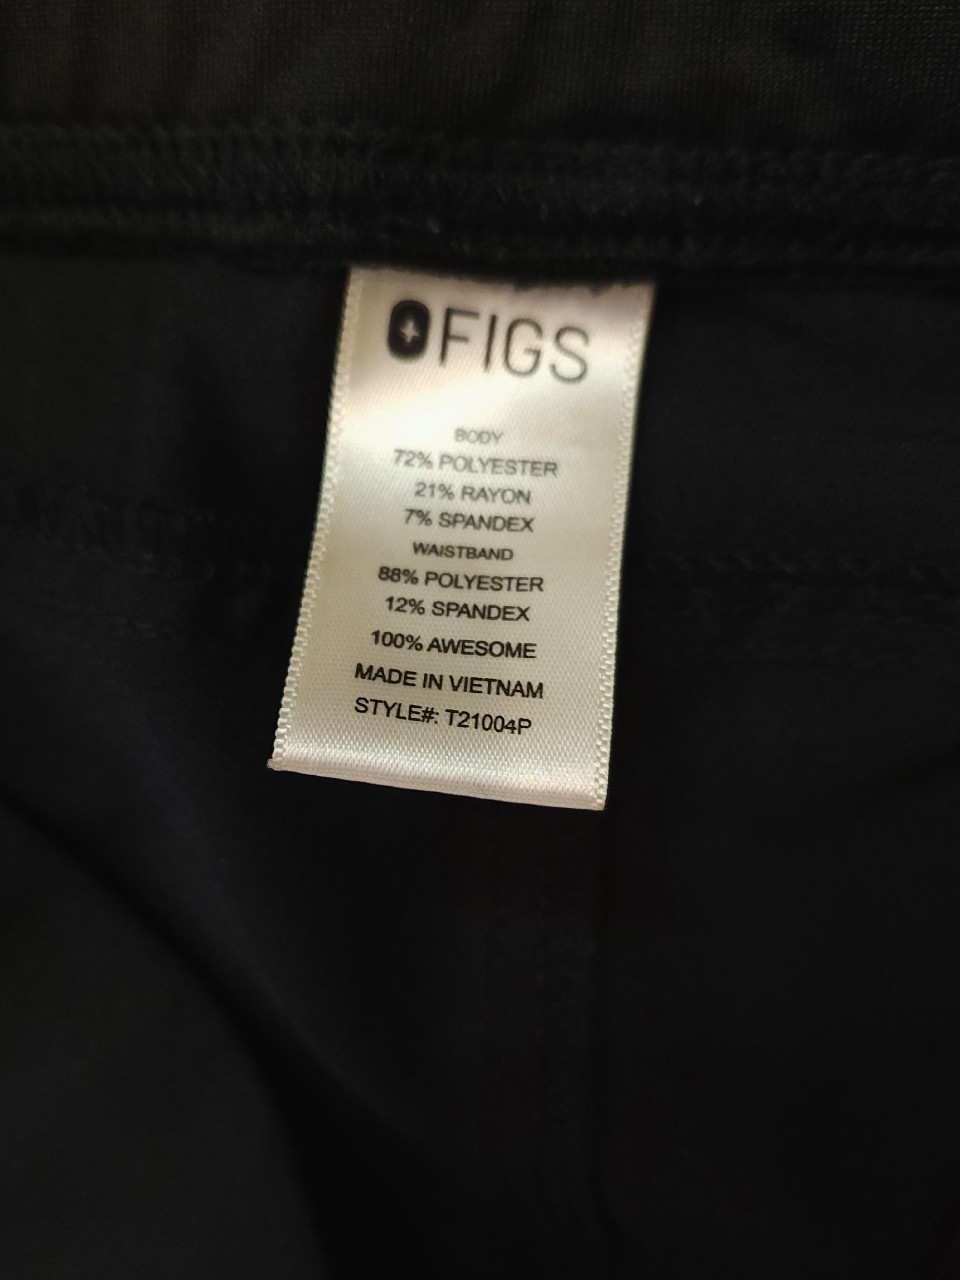 FIGS
BODY
72% POLYESTER
21% RAYON
7% SPANDEX
WAISTBAND
88% POLYESTER
12% SPANDEX
100% AWESOME
MADE IN VIETNAM
STYLE#: T21004P